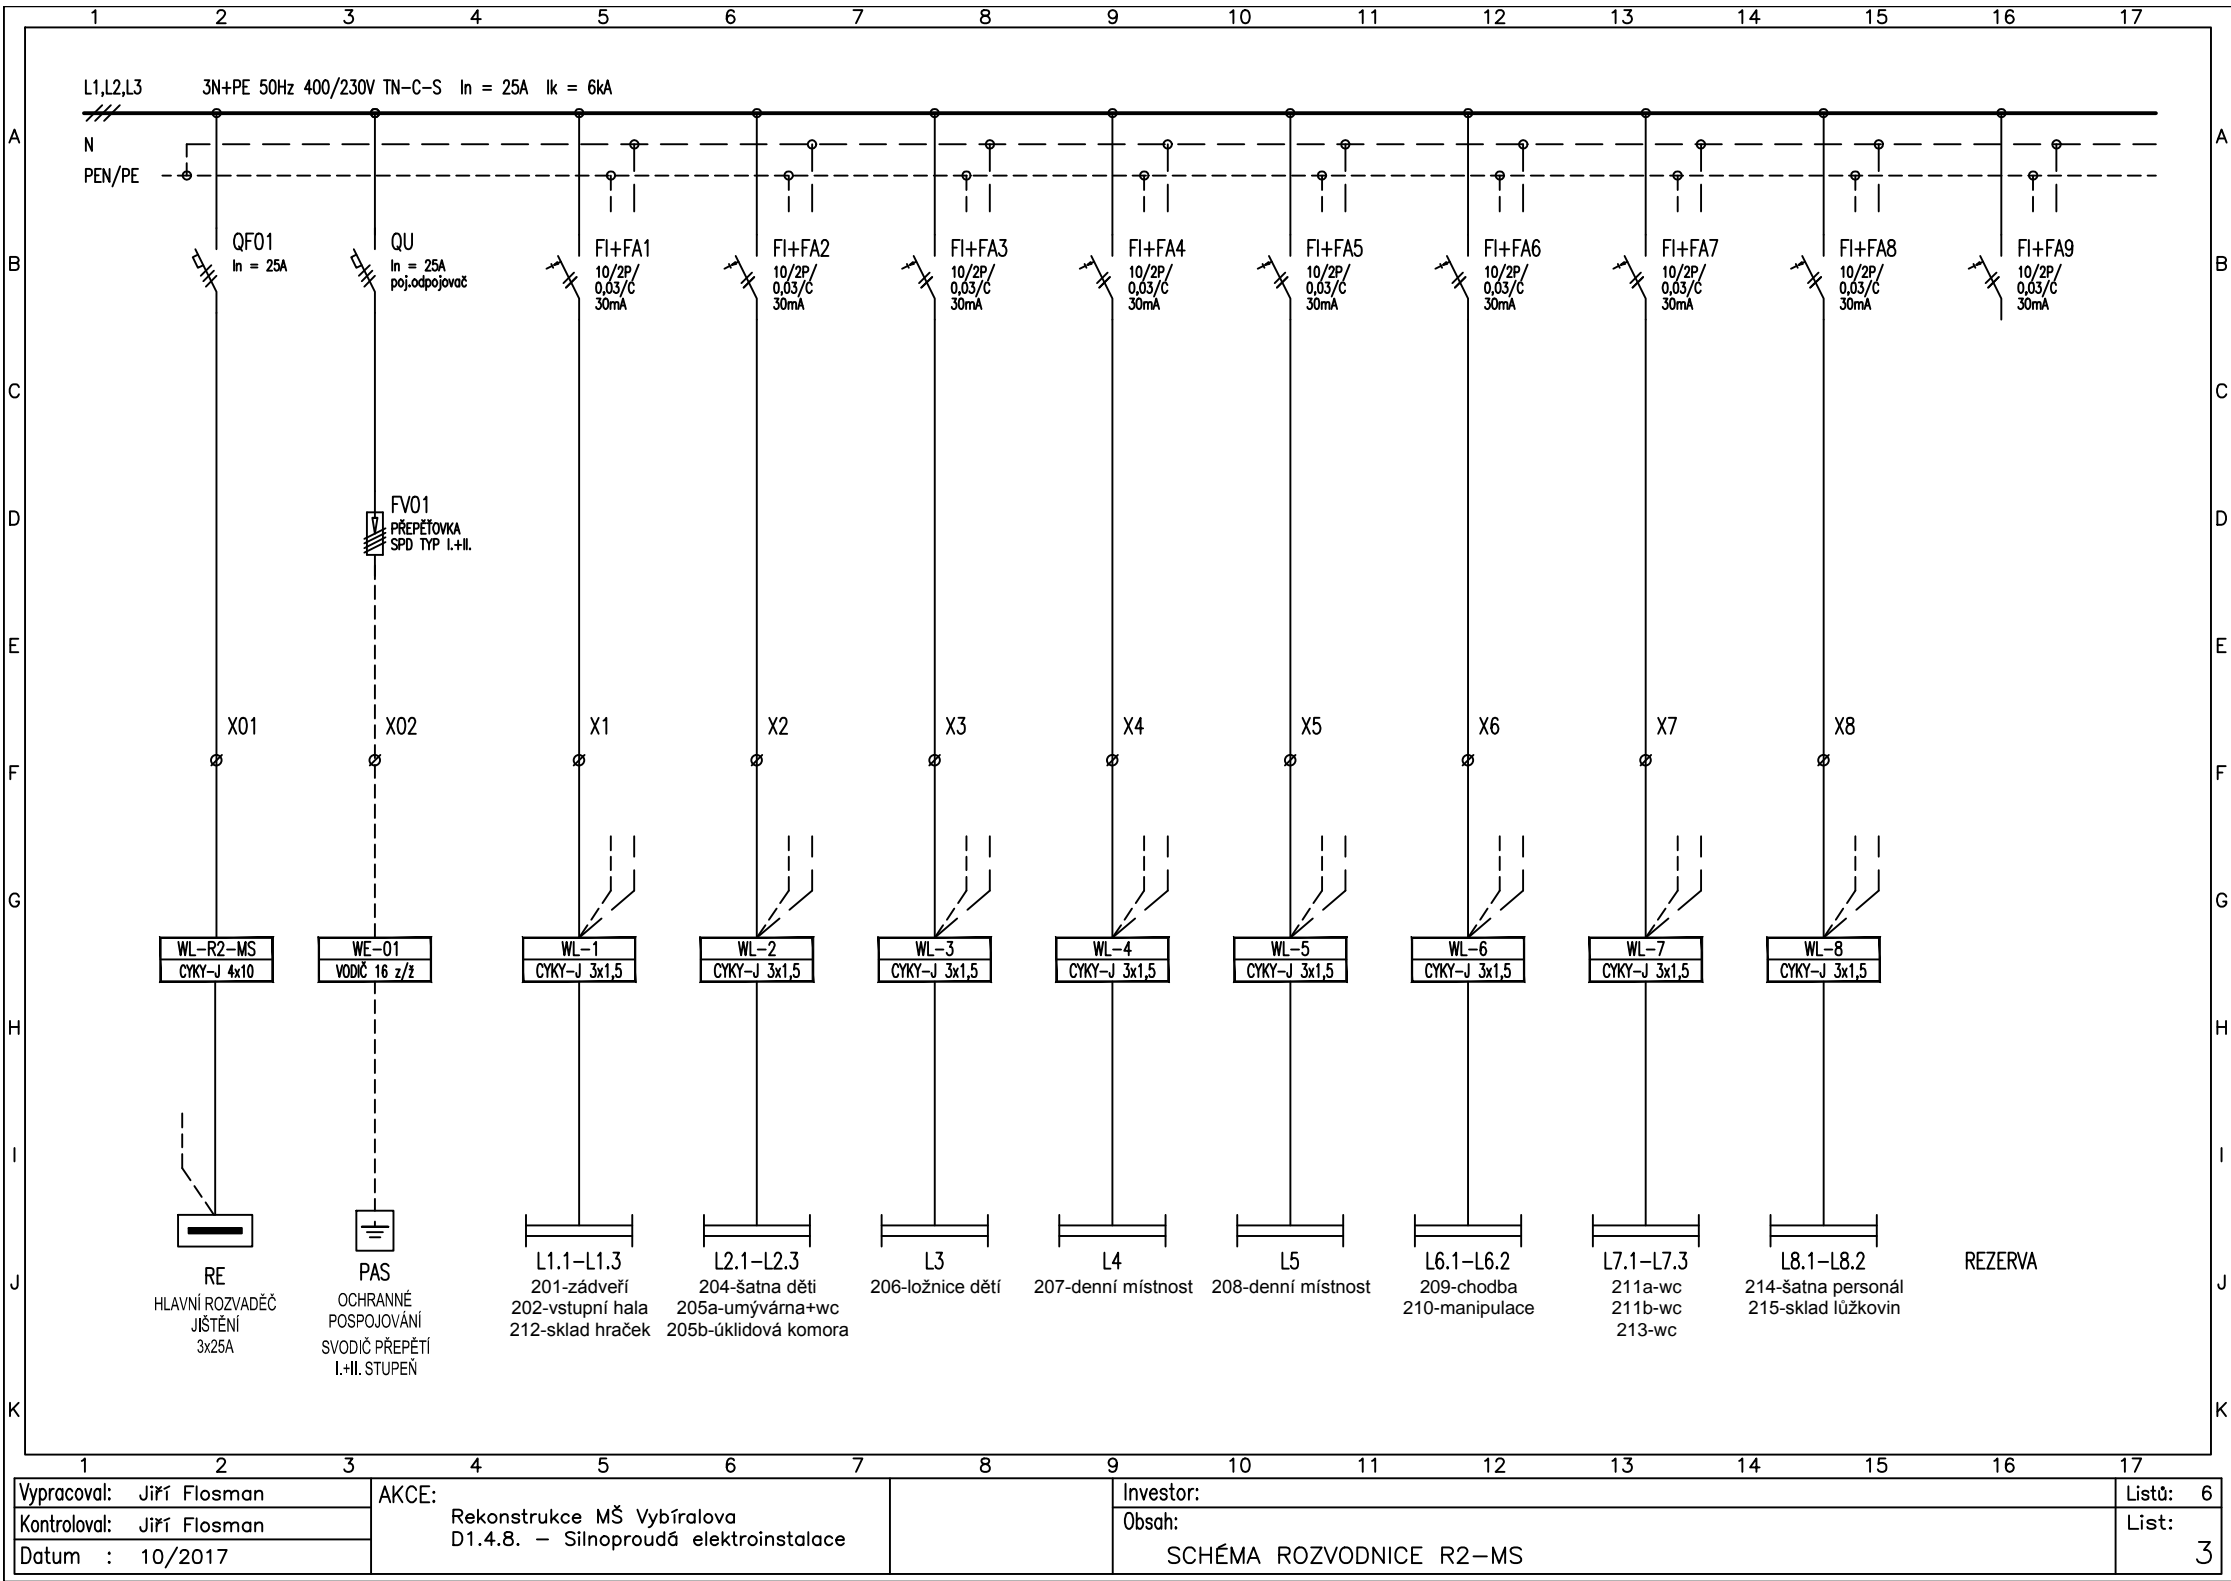 1 2 3 4 5 6 7 8 9 10 11 12 13 14 15 16 17
L1,L2,L3 3N+PE 50Hz 400/230V TN-C-S In = 25A Ik = 6kA
A A
N
PEN/PE
B B
QF01
In = 25A
QU
In = 25A
poj.odpojovač
FI+FA1
10/2P/
0,03/C
30mA
FI+FA2
10/2P/
0,03/C
30mA
FI+FA3
10/2P/
0,03/C
30mA
FI+FA4
10/2P/
0,03/C
30mA
FI+FA5
10/2P/
0,03/C
30mA
FI+FA6
10/2P/
0,03/C
30mA
FI+FA7
10/2P/
0,03/C
30mA
FI+FA8
10/2P/
0,03/C
30mA
FI+FA9
10/2P/
0,03/C
30mA
C C
D D
FV01
PŘEPĚŤOVKA
SPD TYP I.+II.
E E
X01 X02 X1 X2 X3 X4 X5 X6 X7 X8
F F
G G
WL-R2-MS
CYKY-J 4x10
WE-01
VODIČ 16 z/ž
WL-1
CYKY-J 3x1,5
WL-2
CYKY-J 3x1,5
WL-3
CYKY-J 3x1,5
WL-4
CYKY-J 3x1,5
WL-5
CYKY-J 3x1,5
WL-6
CYKY-J 3x1,5
WL-7
CYKY-J 3x1,5
WL-8
CYKY-J 3x1,5
H H
I I
J J
RE
HLAVNÍ ROZVADĚČ
JIŠTĚNÍ
3x25A
PAS
OCHRANNÉ
POSPOJOVÁNÍ
SVODIČ PŘEPĚTÍ
I.+II. STUPEŇ
L1.1-L1.3
201-zádveří
202-vstupní hala
212-sklad hraček
L2.1-L2.3
204-šatna děti
205a-umývárna+wc
205b-úklidová komora
L3
206-ložnice dětí
L4
207-denní místnost
L5
208-denní místnost
L6.1-L6.2
209-chodba
210-manipulace
L7.1-L7.3
211a-wc
211b-wc
213-wc
L8.1-L8.2
214-šatna personál
215-sklad lůžkovin
REZERVA
K K
1 2 3 4 5 6 7 8 9 10 11 12 13 14 15 16 17
Vypracoval: Jiří Flosman
Kontroloval: Jiří Flosman
Datum : 10/2017
AKCE:
Rekonstrukce MŠ Vybíralova
D1.4.8. - Silnoproudá elektroinstalace
Investor:
Obsah:
SCHÉMA ROZVODNICE R2-MS
Listů: 6
List:
3